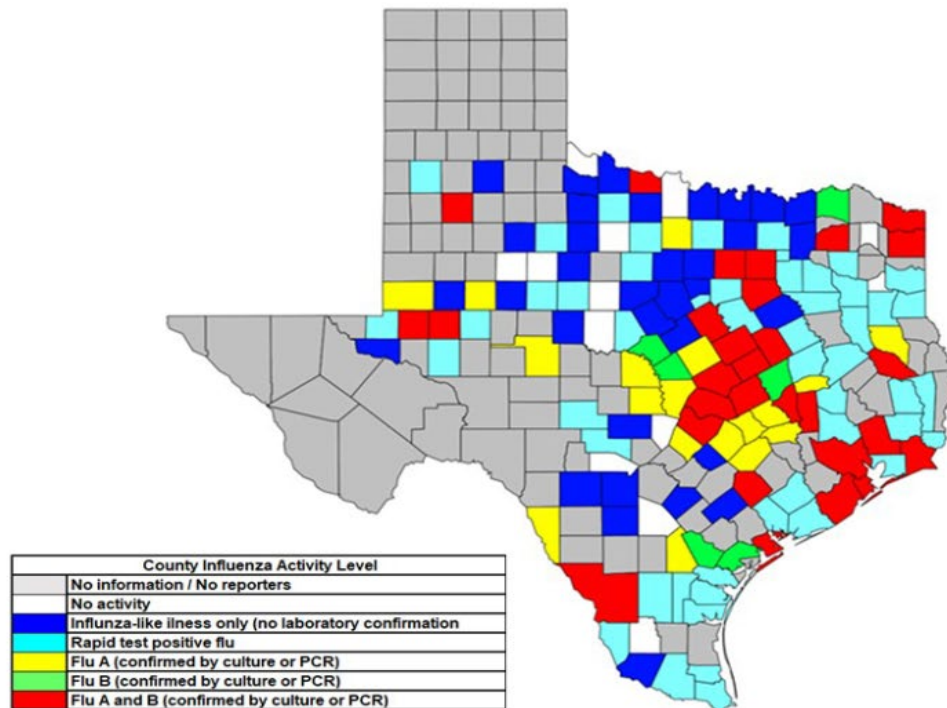 County Influenza Activity Level
No information / No reporters
No activity
Influnza-like ilness only (no laboratory confirmation
Rapid test positive flu
Flu A (confirmed by culture or PCR)
Flu B (confirmed by culture or PCR)
Flu A and B (confirmed by culture or PCR)